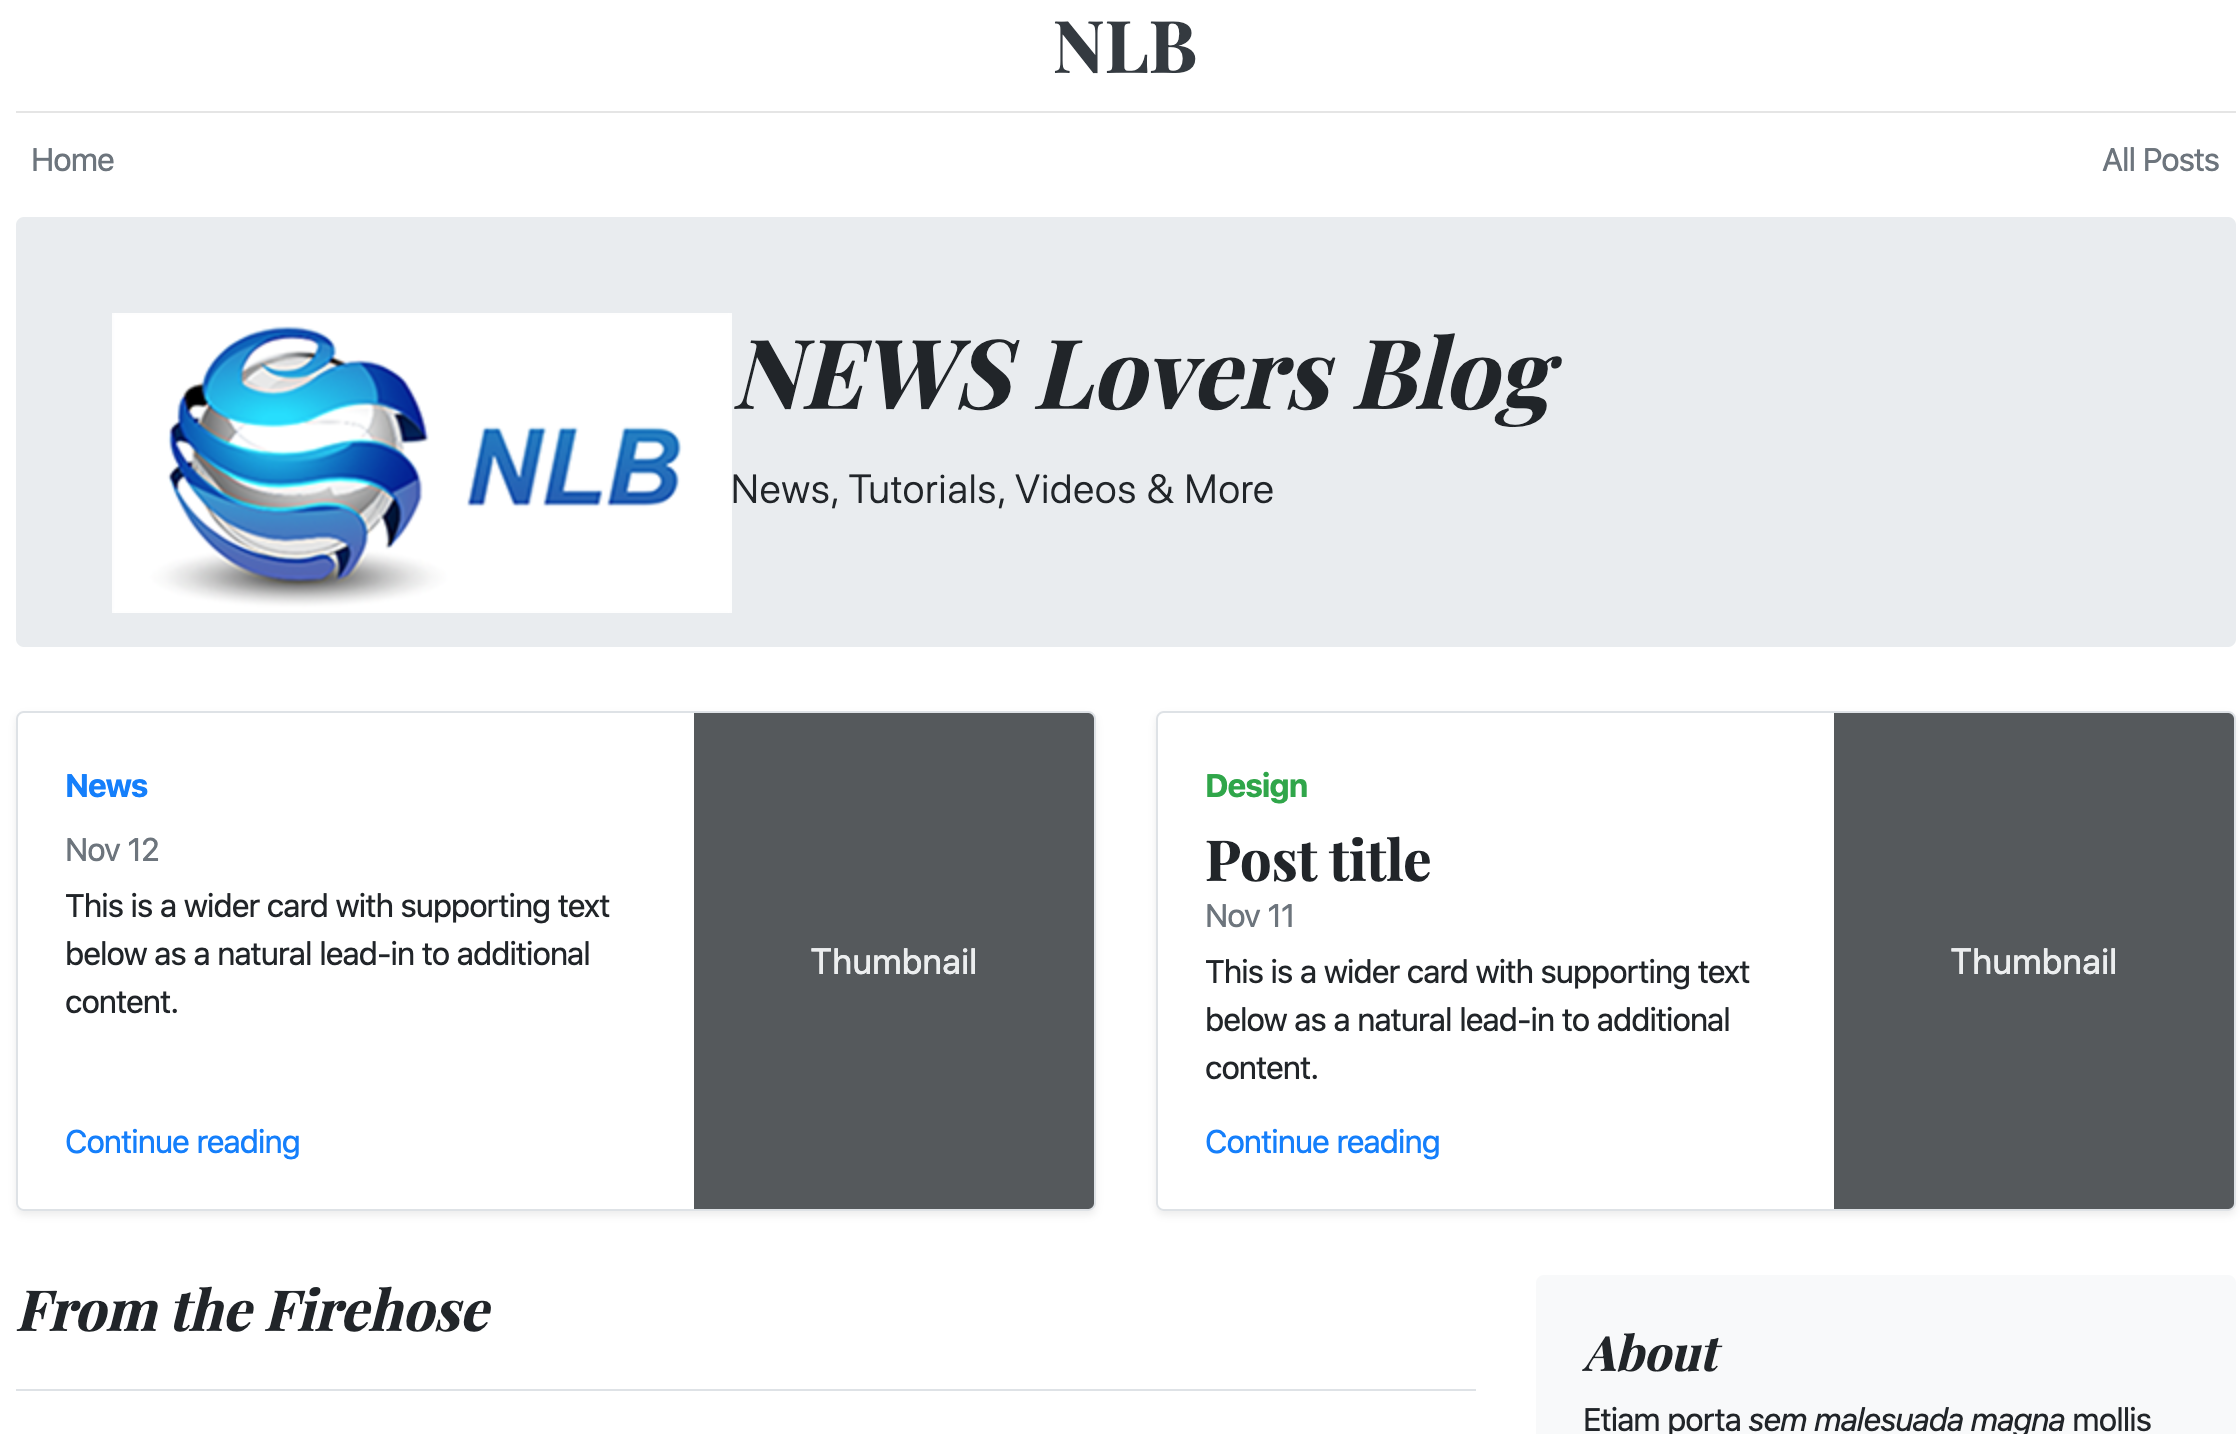 NLB
Home
All Posts
NLB
NEWS Lovers Blog
News, Tutorials, Videos & More
News
Nov 12
This is a wider card with supporting text
below as a natural lead-in to additional
content.
Continue reading
Thumbnail
Design
Post title
Nov 11
This is a wider card with supporting text
below as a natural lead-in to additional
content.
Continue reading
Thumbnail
From the Firehose
About
Etiam porta sem malesuada magna mollis